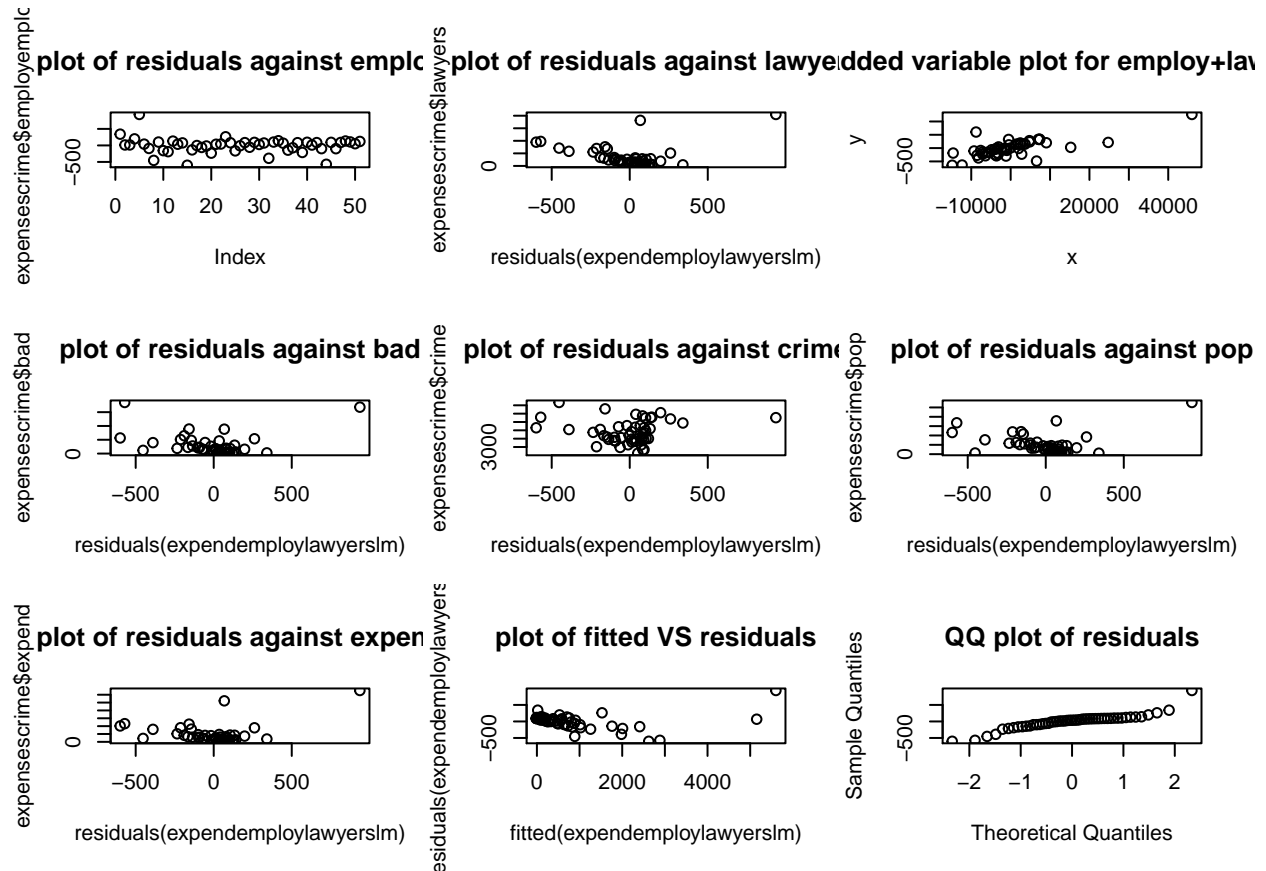 plot of residuals against emplo
expensescrime$employemplo
−500
0 10 20 30 40 50
Index
plot of residuals against lawye
expensescrime$lawyers
0
−500 0 500
residuals(expendemploylawyerslm)
dded variable plot for employ+law
y
−500
−10000 20000 40000
x
plot of residuals against bad
expensescrime$bad
0
−500 0 500
residuals(expendemploylawyerslm)
plot of residuals against crime
expensescrime$crime
3000
−500 0 500
residuals(expendemploylawyerslm)
plot of residuals against pop
expensescrime$pop
0
−500 0 500
residuals(expendemploylawyerslm)
plot of residuals against expen
expensescrime$expend
0
−500 0 500
residuals(expendemploylawyerslm)
plot of fitted VS residuals
residuals(expendemploylawyers
−500
0 2000 4000
fitted(expendemploylawyerslm)
QQ plot of residuals
Sample Quantiles
−500
−2 −1 0 1 2
Theoretical Quantiles